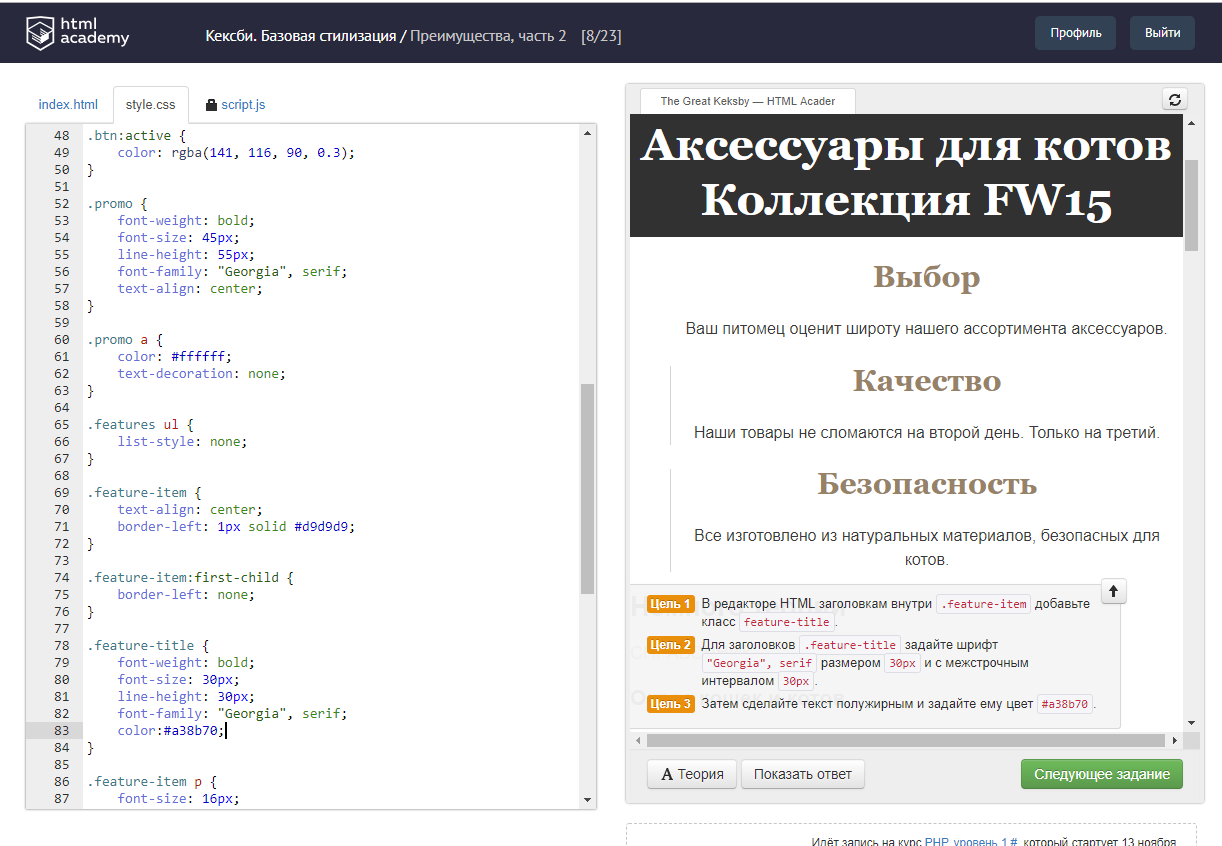 html
academy
Кексби. Базовая стилизация / Преимущества, часть 2 [8/23]
Профиль
Выйти
index.html
style.css
script.js
48 .btn:active {
49 color: rgba(141, 116, 90, 0.3);
50 }
51
52 .promo {
53 font-weight: bold;
54 font-size: 45px;
55 line-height: 55px;
56 font-family: "Georgia", serif;
57 text-align: center;
58 }
59
60 .promo a {
61 color: #ffffff;
62 text-decoration: none;
63 }
64
65 .features ul {
66 list-style: none;
67 }
68
69 .feature-item {
70 text-align: center;
71 border-left: 1px solid #d9d9d9;
72 }
73
74 .feature-item:first-child {
75 border-left: none;
76 }
77
78 .feature-title {
79 font-weight: bold;
80 font-size: 30px;
81 line-height: 30px;
82 font-family: "Georgia", serif;
83 color:#a38b70;
84 }
85
86 .feature-item p {
87 font-size: 16px;
The Great Keksby — HTML Acader
Аксессуары для котов
Коллекция FW15
Выбор
Ваш питомец оценит широту нашего ассортимента аксессуаров.
Качество
Наши товары не сломаются на второй день. Только на третий.
Безопасность
Все изготовлено из натуральных материалов, безопасных для
котов.
Цель 1 В редакторе HTML заголовкам внутри .feature-item добавьте
класс feature-title.
Цель 2 Для заголовков .feature-title задайте шрифт
"Georgia", serif размером 30px и с межстрочным
интервалом 30px.
Цель 3 Затем сделайте текст полужирным и задайте ему цвет #a38b70.
A Теория
Показать ответ
Следующее задание
Идёт запись на курс PHP, уровень 1 #, который стартует 13 ноября